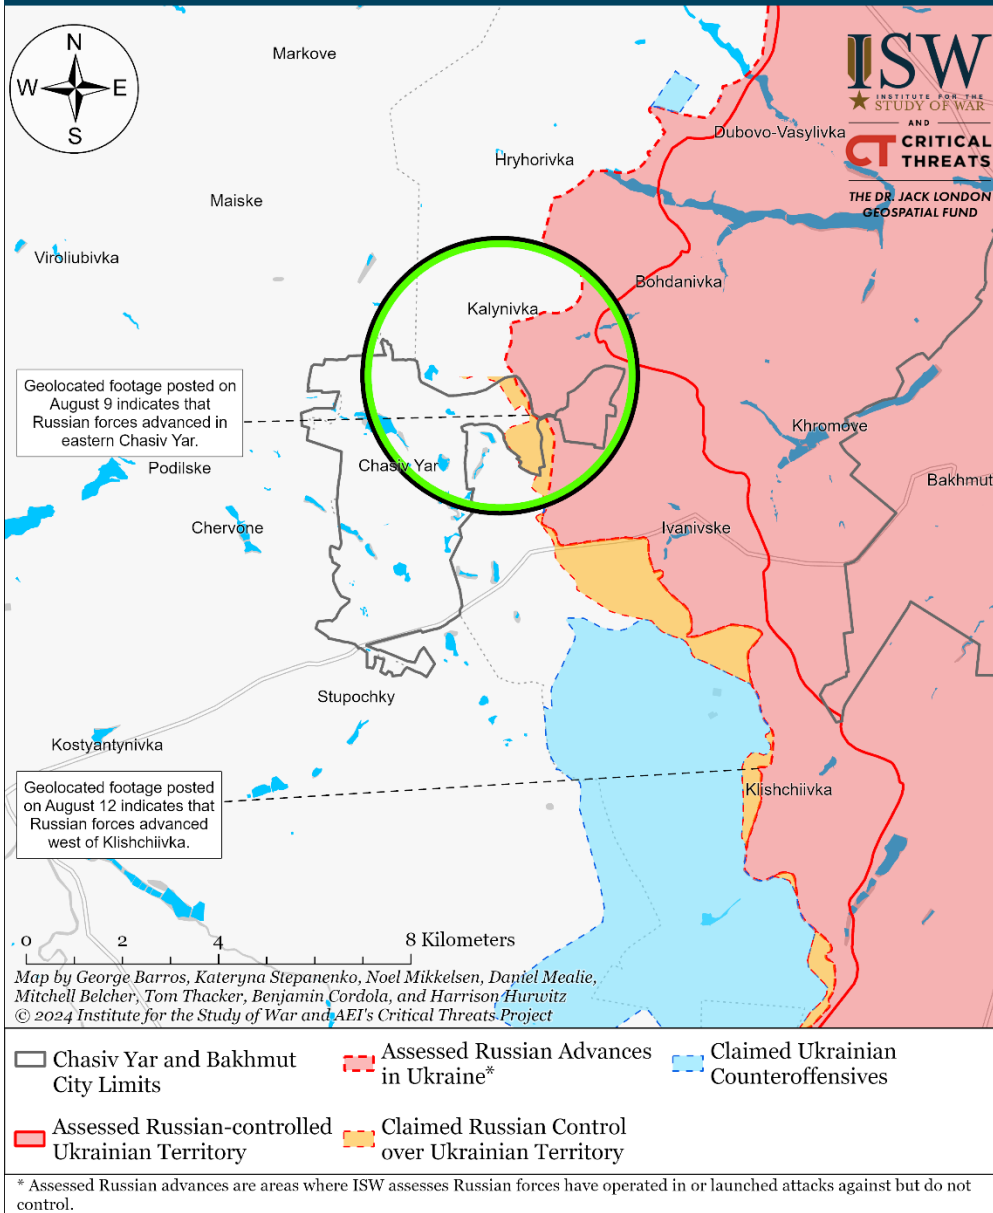 N
W
E
S
ISW
INSTITUTE FOR THE
STUDY OF WAR
AND
CT CRITICAL
THREATS
THE DR. JACK LONDON
GEOSPATIAL FUND
Markove
Dubovo-Vasylivka
Hryhorivka
Maiske
Viroliubivka
Bohdanivka
Kalynivka
Geolocated footage posted on
August 9 indicates that
Russian forces advanced in
eastern Chasiv Yar.
Khromove
Podilske
Chasiv Yar
Bakhmut
Chervone
Ivanivske
Stupochky
Kostyantynivka
Geolocated footage posted
on August 12 indicates that
Russian forces advanced
west of Klishchiivka.
Klishchiivka
0 2 4 8 Kilometers
Map by George Barros, Kateryna Stepanenko, Noel Mikkelsen, Daniel Mealie,
Mitchell Belcher, Tom Thacker, Benjamin Cordola, and Harrison Hurwitz
© 2024 Institute for the Study of War and AEI's Critical Threats Project
Chasiv Yar and Bakhmut
City Limits
Assessed Russian Advances
in Ukraine*
Claimed Ukrainian
Counteroffensives
Assessed Russian-controlled
Ukrainian Territory
Claimed Russian Control
over Ukrainian Territory
* Assessed Russian advances are areas where ISW assesses Russian forces have operated in or launched attacks against but do not
control.